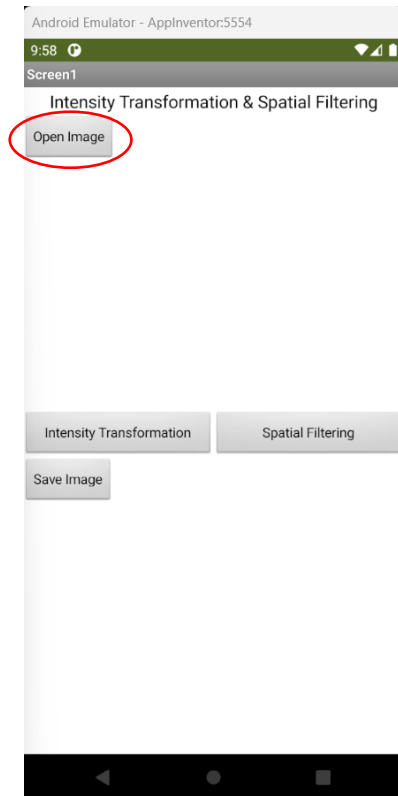 Android Emulator - AppInventor:5554
9:58
Screen1
Intensity Transformation & Spatial Filtering
Open Image
Intensity Transformation Spatial Filtering
Save Image